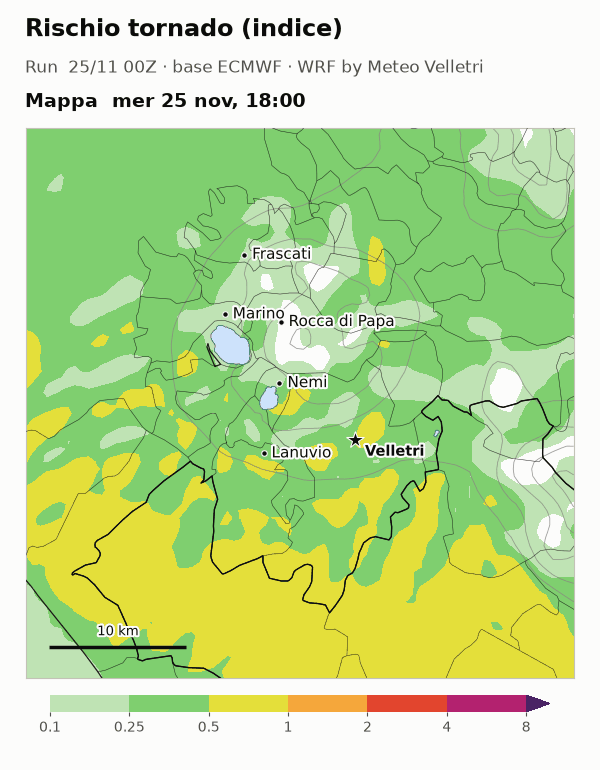 Rischio tornado (indice)
Run  25/11 00Z · base ECMWF · WRF by Meteo Velletri
Mappa  mer 25 nov, 18:00
Frascati
Marino
Rocca di Papa
Nemi
Velletri
Lanuvio
10 km
0.1 0.25 0.5 1 2 4 8